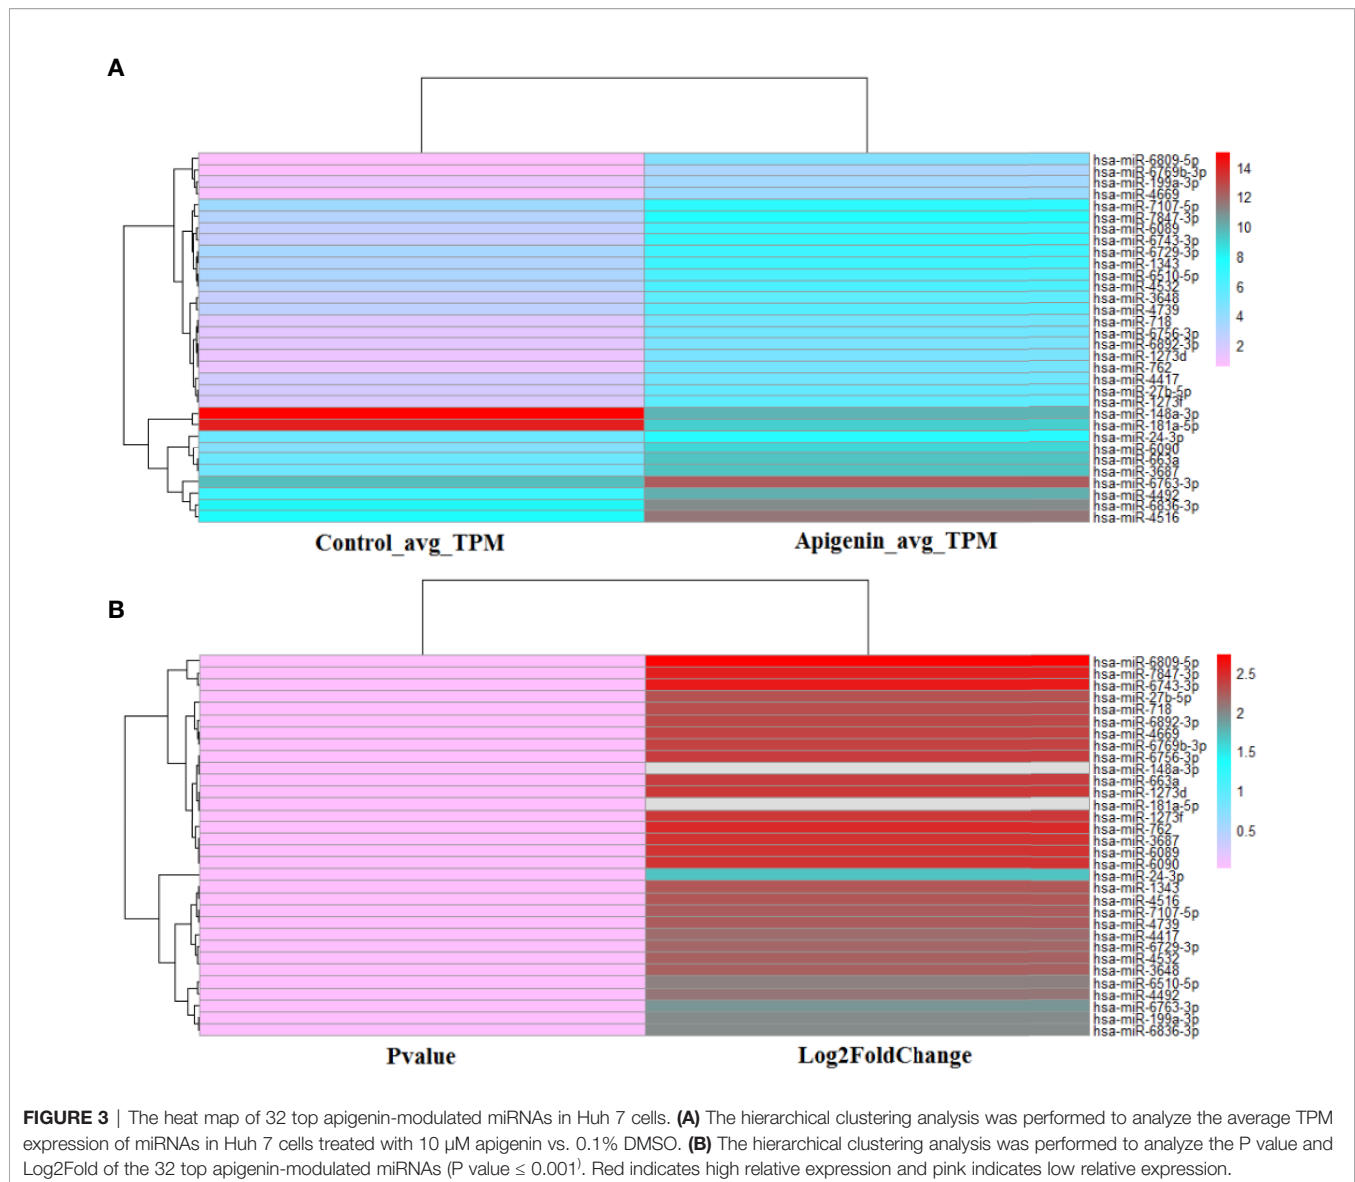 A
hsa-miR-6809-5p
hsa-miR-6769b-3p
hsa-miR-199a-3p
hsa-miR-4669
hsa-miR-7107-5p
hsa-miR-7847-3p
hsa-miR-6089
hsa-miR-6743-3p
hsa-miR-6729-3p
hsa-miR-1343
hsa-miR-6510-5p
hsa-miR-4532
hsa-miR-3648
hsa-miR-4739
hsa-miR-718
hsa-miR-6756-3p
hsa-miR-6892-3p
hsa-miR-1273d
hsa-miR-762
hsa-miR-4417
hsa-miR-27b-5p
hsa-miR-1273f
hsa-miR-148a-3p
hsa-miR-181a-5p
hsa-miR-24-3p
hsa-miR-6090
hsa-miR-663a
hsa-miR-3687
hsa-miR-6763-3p
hsa-miR-4492
hsa-miR-6836-3p
hsa-miR-4516
14
12
10
8
6
4
2
Control_avg_TPM Apigenin_avg_TPM
B
hsa-miR-6809-5p
hsa-miR-7847-3p
hsa-miR-6743-3p
hsa-miR-27b-5p
hsa-miR-718
hsa-miR-6892-3p
hsa-miR-4669
hsa-miR-6769b-3p
hsa-miR-6756-3p
hsa-miR-148a-3p
hsa-miR-663a
hsa-miR-1273d
hsa-miR-181a-5p
hsa-miR-1273f
hsa-miR-762
hsa-miR-3687
hsa-miR-6089
hsa-miR-6090
hsa-miR-24-3p
hsa-miR-1343
hsa-miR-4516
hsa-miR-7107-5p
hsa-miR-4739
hsa-miR-4417
hsa-miR-6729-3p
hsa-miR-4532
hsa-miR-3648
hsa-miR-6510-5p
hsa-miR-4492
hsa-miR-6763-3p
hsa-miR-199a-3p
hsa-miR-6836-3p
2.5
2
1.5
1
0.5
Pvalue Log2FoldChange
FIGURE 3 | The heat map of 32 top apigenin-modulated miRNAs in Huh 7 cells. (A) The hierarchical clustering analysis was performed to analyze the average TPM
expression of miRNAs in Huh 7 cells treated with 10 µM apigenin vs. 0.1% DMSO. (B) The hierarchical clustering analysis was performed to analyze the P value and
Log2Fold of the 32 top apigenin-modulated miRNAs (P value ≤ 0.001⁾. Red indicates high relative expression and pink indicates low relative expression.